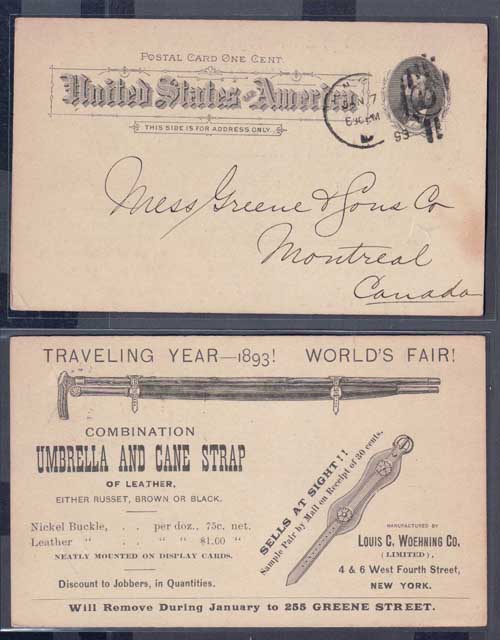 POSTAL CARD ONE CENT.
United States of America
THIS SIDE IS FOR ADDRESS ONLY
630PM
93
Mess Greene & Sons Co
Montreal
Canada
TRAVELING YEAR—1893! WORLD'S FAIR!
COMBINATION
UMBRELLA AND CANE STRAP
OF LEATHER,
EITHER RUSSET, BROWN OR BLACK.
Nickel Buckle, . . per doz., 75c. net.
Leather " . . " " $1.00 "
NEATLY MOUNTED ON DISPLAY CARDS.
Discount to Jobbers, in Quantities.
SELLS AT SIGHT!!
Sample Pair by Mail on Receipt of 30 cents.
MANUFACTURED BY
LOUIS C. WOEHNING CO.
(LIMITED),
4 & 6 West Fourth Street,
NEW YORK.
Will Remove During January to 255 GREENE STREET.